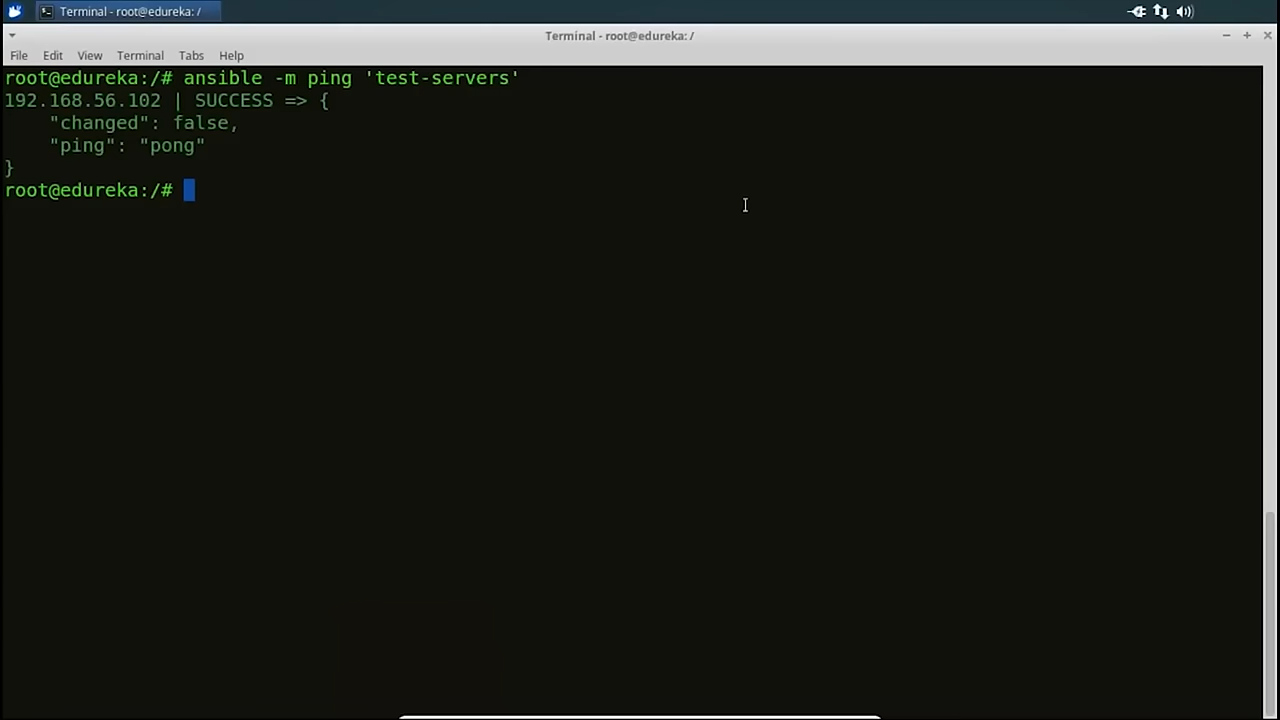 Terminal - root@edureka: /
Terminal - root@edureka: /
File Edit View Terminal Tabs Help
root@edureka:/# ansible -m ping 'test-servers'
192.168.56.102 | SUCCESS => {
    "changed": false,
    "ping": "pong"
}
root@edureka:/#